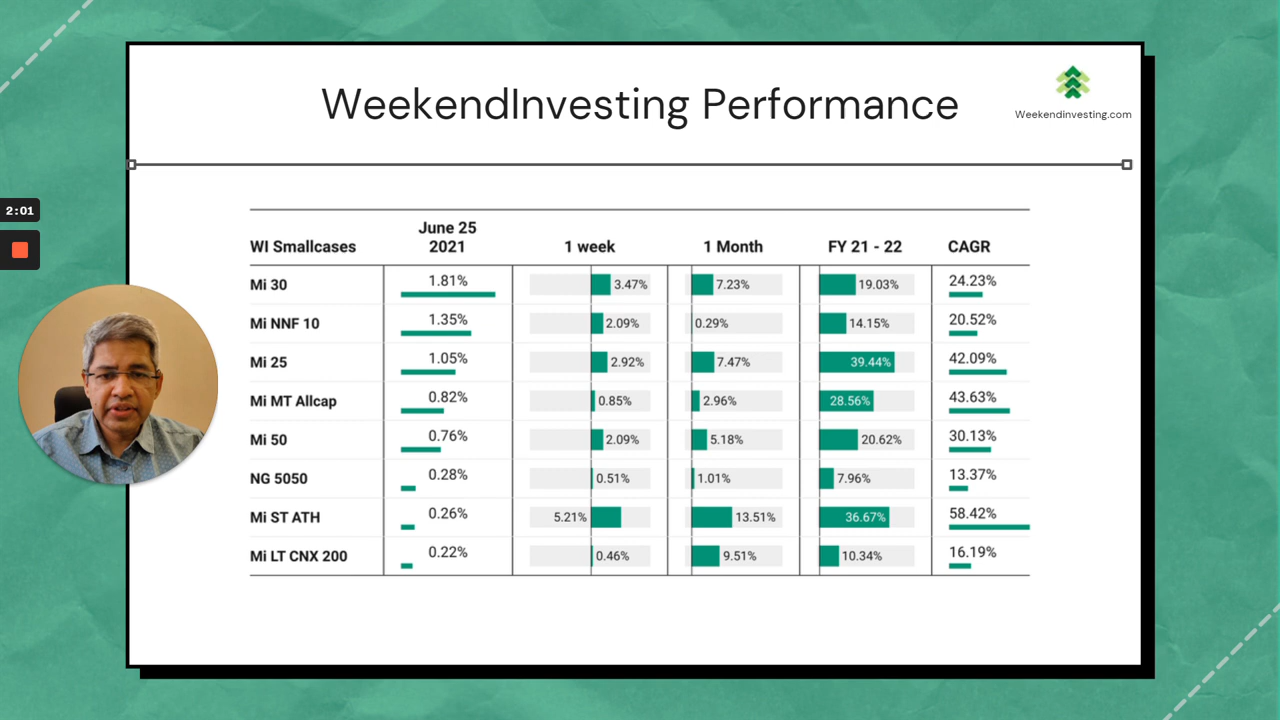 WeekendInvesting Performance
Weekendinvesting.com
2:01
WI Smallcases June 25 2021 1 week 1 Month FY 21 - 22 CAGR
Mi 30 1.81% 3.47% 7.23% 19.03% 24.23%
Mi NNF 10 1.35% 2.09% 0.29% 14.15% 20.52%
Mi 25 1.05% 2.92% 7.47% 39.44% 42.09%
Mi MT Allcap 0.82% 0.85% 2.96% 28.56% 43.63%
Mi 50 0.76% 2.09% 5.18% 20.62% 30.13%
NG 5050 0.28% 0.51% 1.01% 7.96% 13.37%
Mi ST ATH 0.26% 5.21% 13.51% 36.67% 58.42%
Mi LT CNX 200 0.22% 0.46% 9.51% 10.34% 16.19%